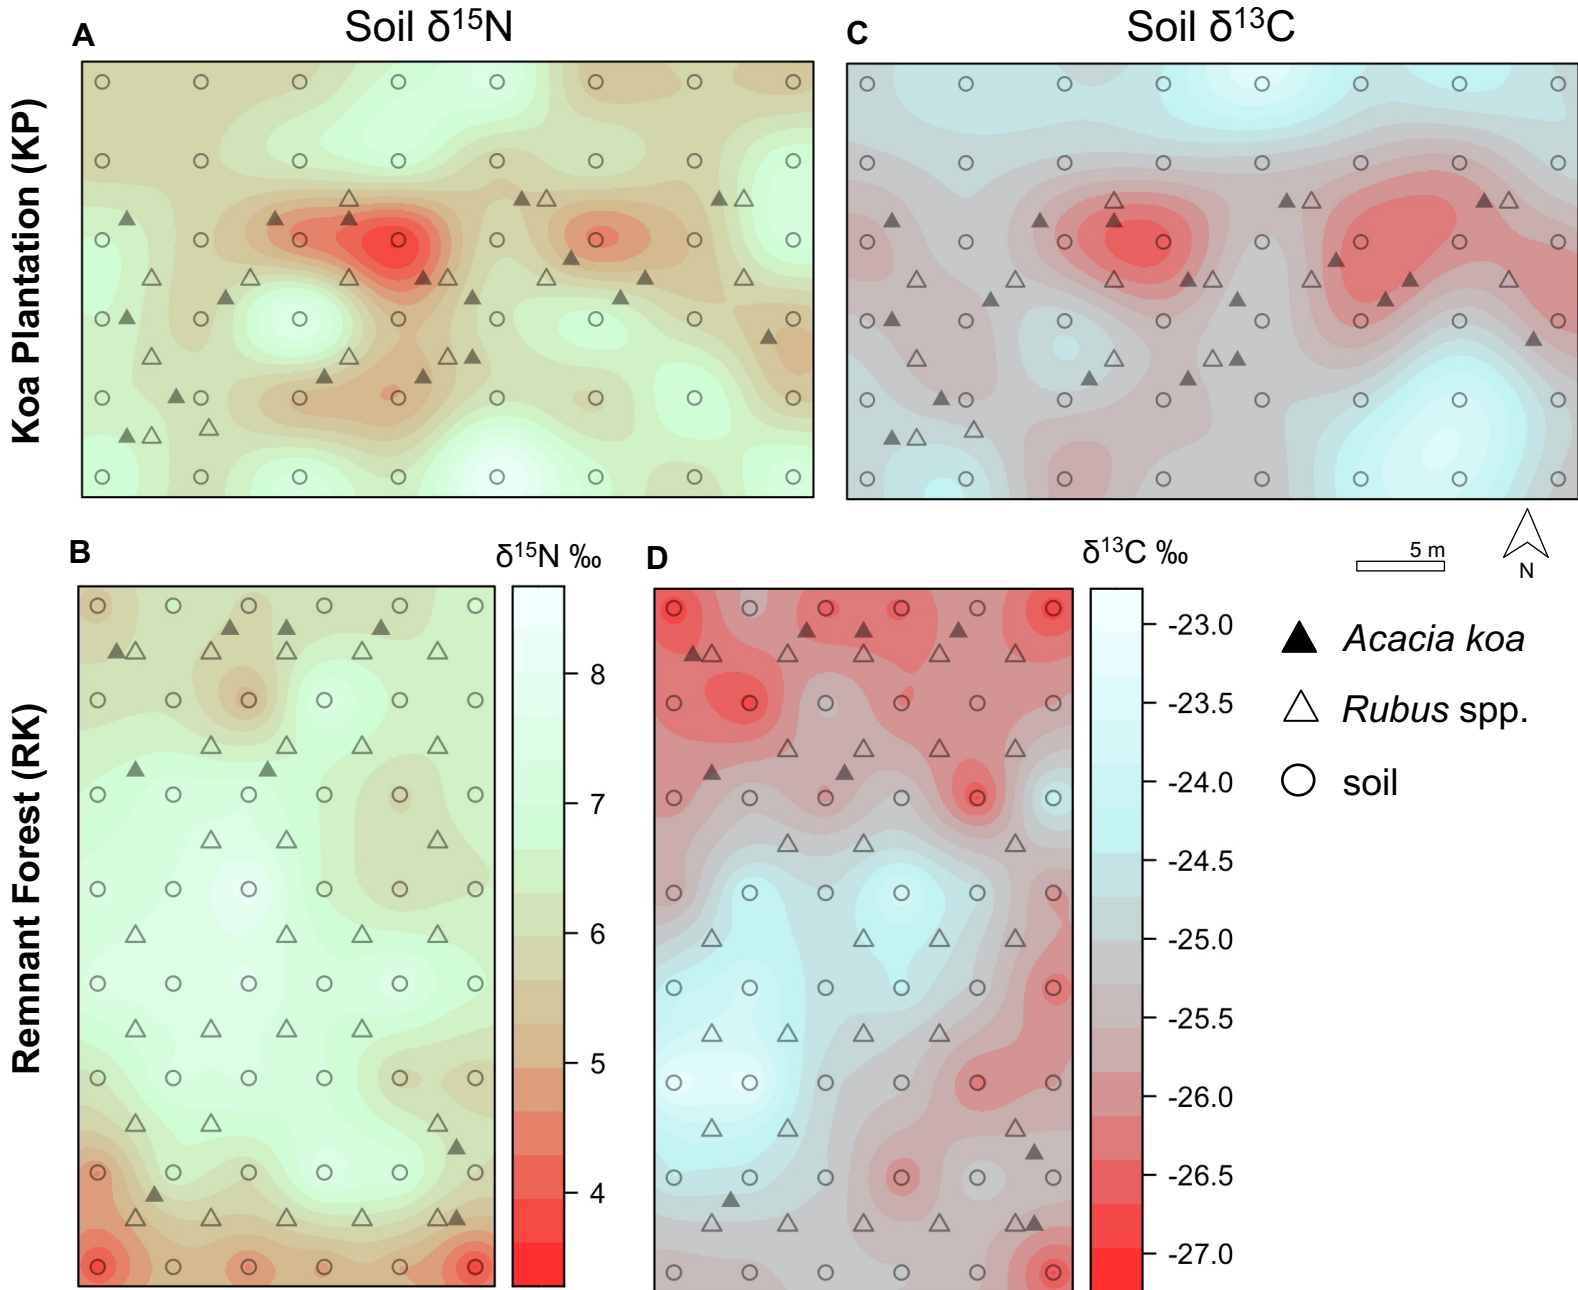 A
Soil δ¹⁵N
C
Soil δ¹³C
Koa Plantation (KP)
B
δ¹⁵N ‰
D
δ¹³C ‰
5 m
N
Remnant Forest (RK)
8
7
6
5
4
-23.0
-23.5
-24.0
-24.5
-25.0
-25.5
-26.0
-26.5
-27.0
Acacia koa
Rubus spp.
soil